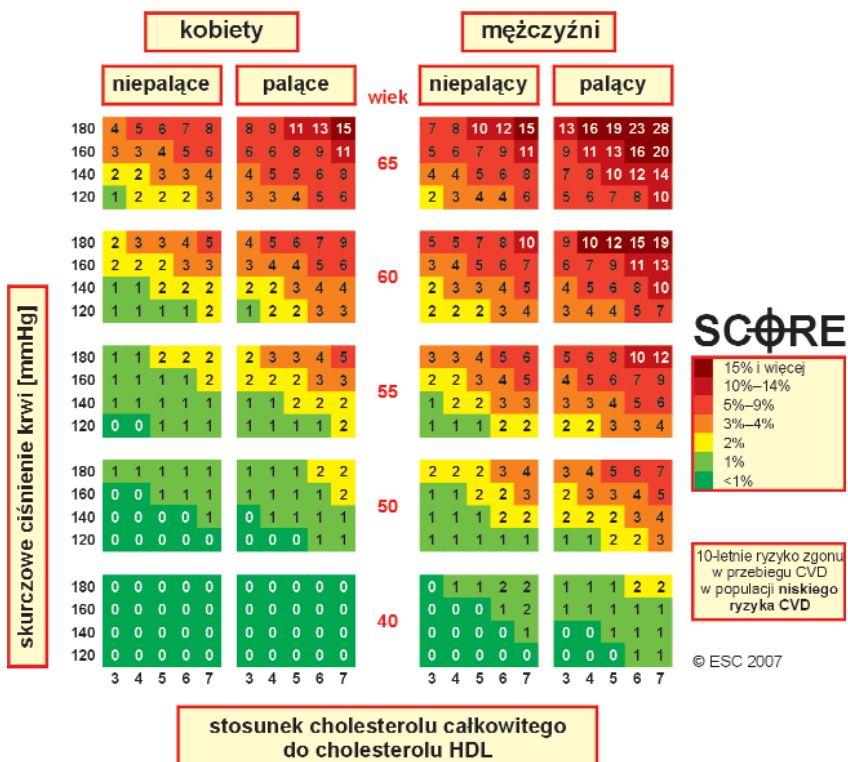 kobiety mężczyźni
niepalące palące wiek niepalący palący
180 4 5 6 7 8 8 9 11 13 15 7 8 10 12 15 13 16 19 23 28
160 3 3 4 5 6 6 6 8 9 11 5 6 7 9 11 9 11 13 16 20
65
140 2 2 3 3 4 4 5 5 6 8 4 4 5 6 8 7 8 10 12 14
120 1 2 2 2 3 3 3 4 5 6 2 3 4 4 6 5 6 7 8 10
180 2 3 3 4 5 4 5 6 7 9 5 5 7 8 10 9 10 12 15 19
160 2 2 2 3 3 3 4 4 5 6 3 4 5 6 7 6 7 9 11 13
60
140 1 1 2 2 2 2 2 3 4 4 2 3 3 4 5 4 5 6 8 10
120 1 1 1 1 2 1 2 2 3 3 2 2 2 3 4 3 4 4 5 7
180 1 1 2 2 2 2 3 3 4 5 3 3 4 5 6 5 6 8 10 12
160 1 1 1 1 2 2 2 2 3 3 2 2 3 4 5 4 5 6 7 9
55
140 1 1 1 1 1 1 1 2 2 2 1 2 2 3 3 3 3 4 5 6
120 0 0 1 1 1 1 1 1 1 2 1 1 1 2 2 2 2 3 3 4
180 1 1 1 1 1 1 1 1 2 2 2 2 2 3 4 3 4 5 6 7
160 0 0 1 1 1 1 1 1 1 2 1 1 2 2 3 2 3 3 4 5
50
140 0 0 0 0 1 0 1 1 1 1 1 1 1 2 2 2 2 2 3 4
120 0 0 0 0 0 0 0 0 1 1 1 1 1 1 1 1 1 2 2 3
180 0 0 0 0 0 0 0 0 0 0 0 1 1 2 2 1 1 1 2 2
160 0 0 0 0 0 0 0 0 0 0 0 0 0 1 2 1 1 1 1 1
40
140 0 0 0 0 0 0 0 0 0 0 0 0 0 0 1 0 0 1 1 1
120 0 0 0 0 0 0 0 0 0 0 0 0 0 0 0 0 0 0 1 1
3 4 5 6 7 3 4 5 6 7 3 4 5 6 7 3 4 5 6 7
skurczowe ciśnienie krwi [mmHg]
stosunek cholesterolu całkowitego
do cholesterolu HDL
SCORE
15% i więcej
10%–14%
5%–9%
3%–4%
2%
1%
<1%
10-letnie ryzyko zgonu
w przebiegu CVD
w populacji niskiego
ryzyka CVD
© ESC 2007